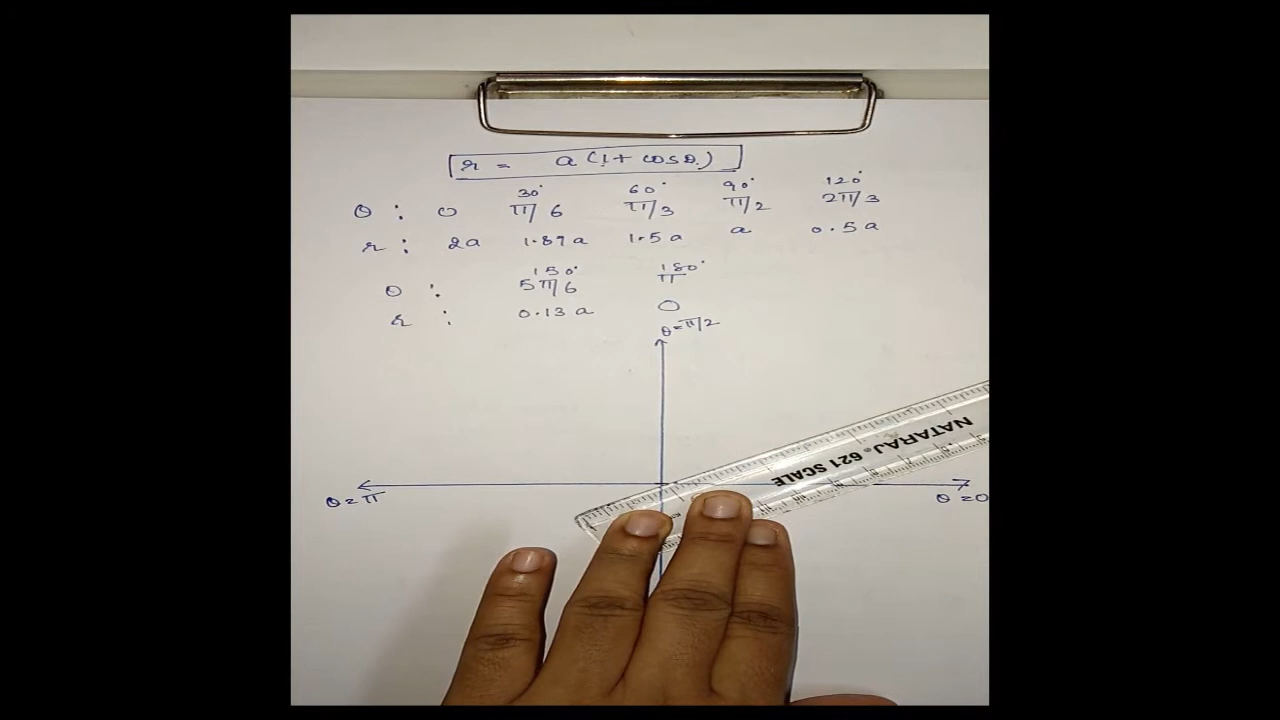 r = a(1+cosθ)
30° 60° 90° 120°
θ : 0 π/6 π/3 π/2 2π/3
r : 2a 1.87a 1.5a a 0.5a
150° 180°
θ : 5π/6 π
r : 0.13a 0
θ=π/2
NATARAJ 621 SCALE
θ=π θ=0